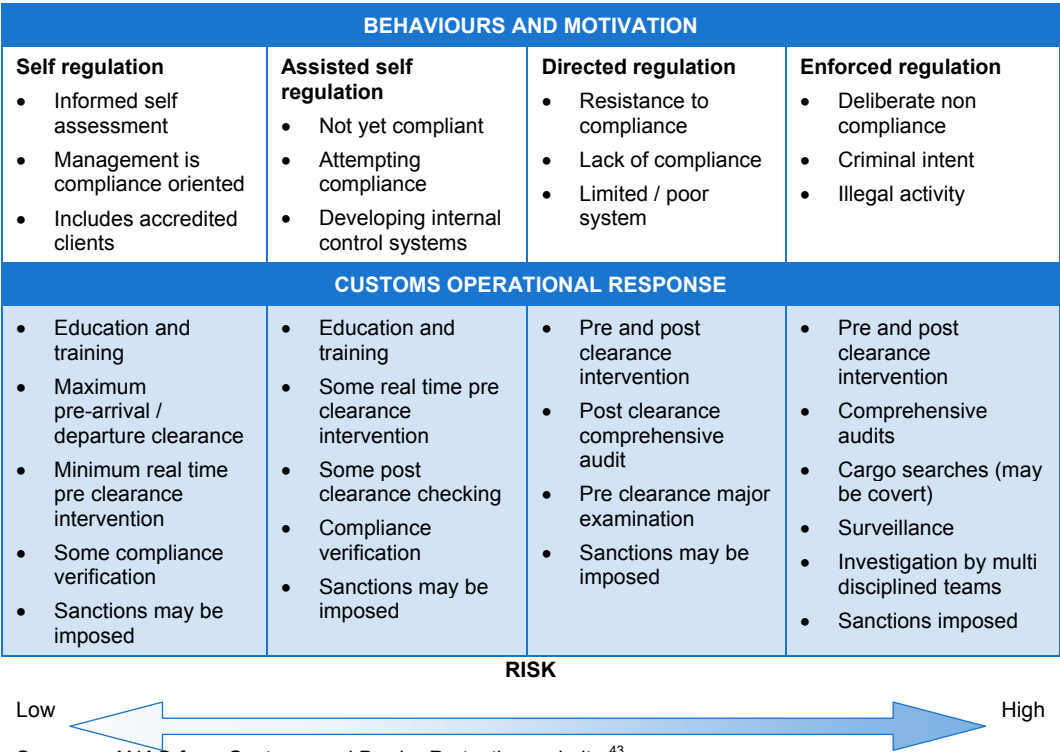 BEHAVIOURS AND MOTIVATION
Self regulation
• Informed self
assessment
• Management is
compliance oriented
• Includes accredited
clients
Assisted self
regulation
• Not yet compliant
• Attempting
compliance
• Developing internal
control systems
Directed regulation
• Resistance to
compliance
• Lack of compliance
• Limited / poor
system
Enforced regulation
• Deliberate non
compliance
• Criminal intent
• Illegal activity
CUSTOMS OPERATIONAL RESPONSE
• Education and
training
• Maximum
pre-arrival /
departure clearance
• Minimum real time
pre clearance
intervention
• Some compliance
verification
• Sanctions may be
imposed
• Education and
training
• Some real time pre
clearance
intervention
• Some post
clearance checking
• Compliance
verification
• Sanctions may be
imposed
• Pre and post
clearance
intervention
• Post clearance
comprehensive
audit
• Pre clearance major
examination
• Sanctions may be
imposed
• Pre and post
clearance
intervention
• Comprehensive
audits
• Cargo searches (may
be covert)
• Surveillance
• Investigation by multi
disciplined teams
• Sanctions imposed
RISK
Low
High
43